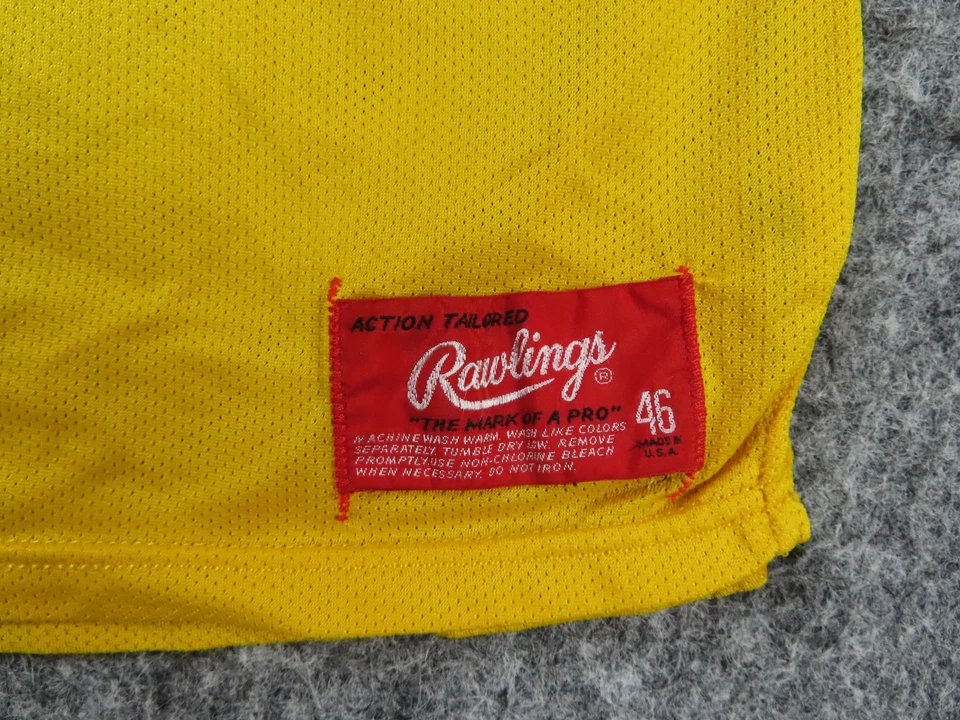 ACTION TAILORED
Rawlings ®
"THE MARK OF A PRO"
46
MACHINE WASH WARM. WASH LIKE COLORS
SEPARATELY. TUMBLE DRY LOW. REMOVE
PROMPTLY. USE NON-CHLORINE BLEACH
WHEN NECESSARY. DO NOT IRON.
MADE IN
U.S.A.